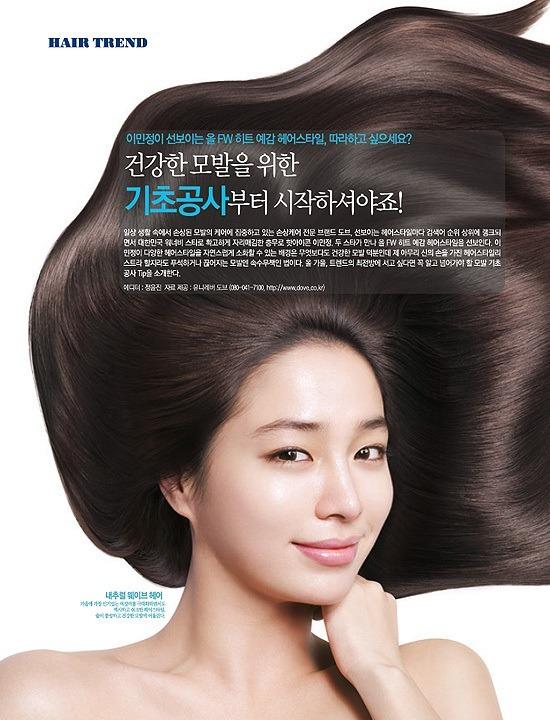 HAIR TREND
이민정이 선보이는 올 FW 히트 예감 헤어스타일, 따라하고 싶으세요?
건강한 모발을 위한
기초공사부터 시작하셔야죠!
일상 생활 속에서 손상된 모발의 케어에 집중하고 있는 손상케어 전문 브랜드 도브, 선보이는 헤어스타일마다 검색어 순위 상위에 랭크되
면서 대한민국 워너비 스타로 확고하게 자리매김한 충무로 핫아이콘 이민정. 두 스타가 만나 올 FW 히트 예감 헤어스타일을 선보인다. 이
민정이 다양한 헤어스타일을 자연스럽게 소화할 수 있는 배경은 무엇보다도 건강한 모발 덕분인데 제 아무리 신의 손을 가진 헤어스타일리
스트라 할지라도 푸석하거나 끊어지는 모발엔 속수무책인 법이다. 올 가을, 트렌드의 최전방에 서고 싶다면 꼭 알고 넘어가야 할 모발 기초
공사 Tip을 소개한다.
에디터 : 정윤진 자료 제공 : 유니레버 도브 (080-041-7100, http://www.dove.co.kr)
내추럴 웨이브 헤어